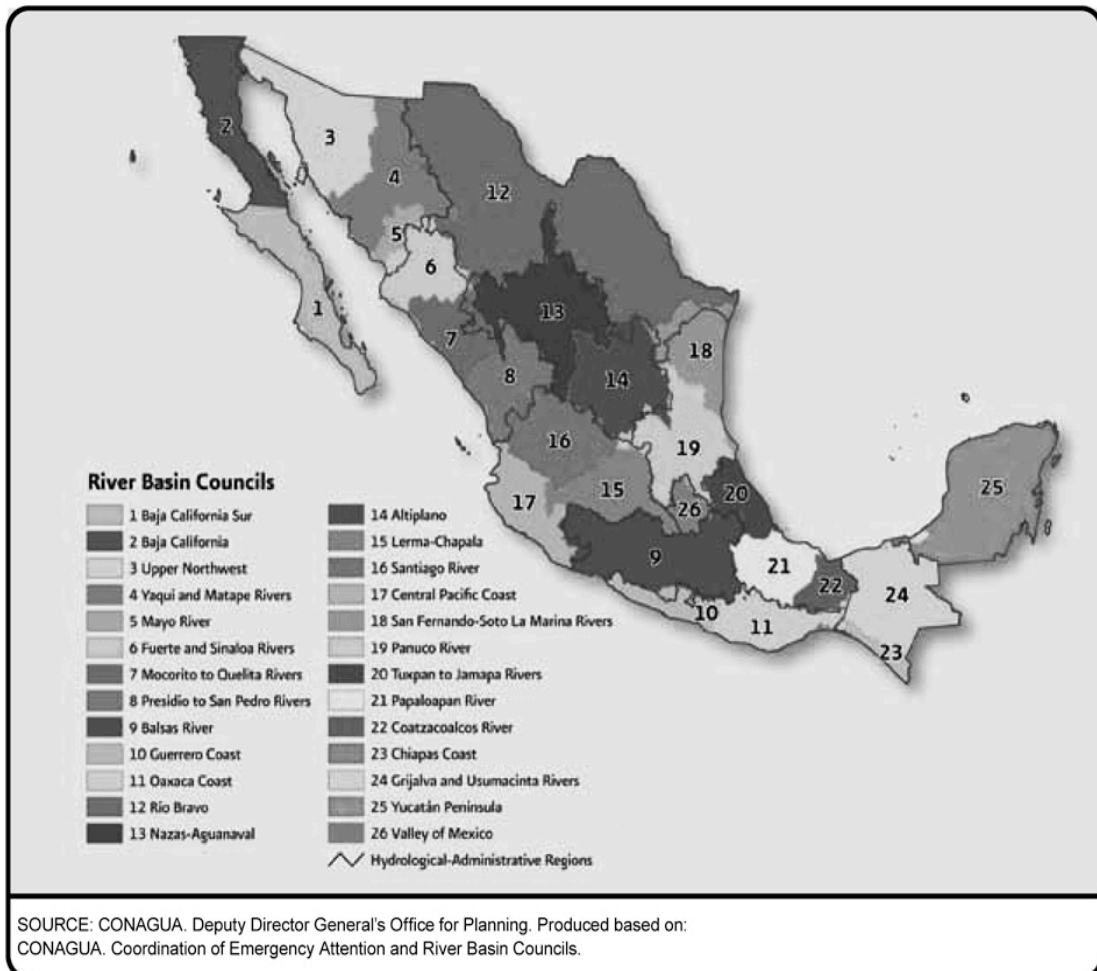 2
3
4
12
5
6
1
13
7
18
8
14
16
19
25
15
17
20
26
9
21
22
24
10
11
23
River Basin Councils
1 Baja California Sur
2 Baja California
3 Upper Northwest
4 Yaqui and Matape Rivers
5 Mayo River
6 Fuerte and Sinaloa Rivers
7 Mocorito to Quelita Rivers
8 Presidio to San Pedro Rivers
9 Balsas River
10 Guerrero Coast
11 Oaxaca Coast
12 Río Bravo
13 Nazas-Aguanaval
14 Altiplano
15 Lerma-Chapala
16 Santiago River
17 Central Pacific Coast
18 San Fernando-Soto La Marina Rivers
19 Panuco River
20 Tuxpan to Jamapa Rivers
21 Papaloapan River
22 Coatzacoalcos River
23 Chiapas Coast
24 Grijalva and Usumacinta Rivers
25 Yucatán Peninsula
26 Valley of Mexico
Hydrological-Administrative Regions
SOURCE: CONAGUA. Deputy Director General's Office for Planning. Produced based on:
CONAGUA. Coordination of Emergency Attention and River Basin Councils.